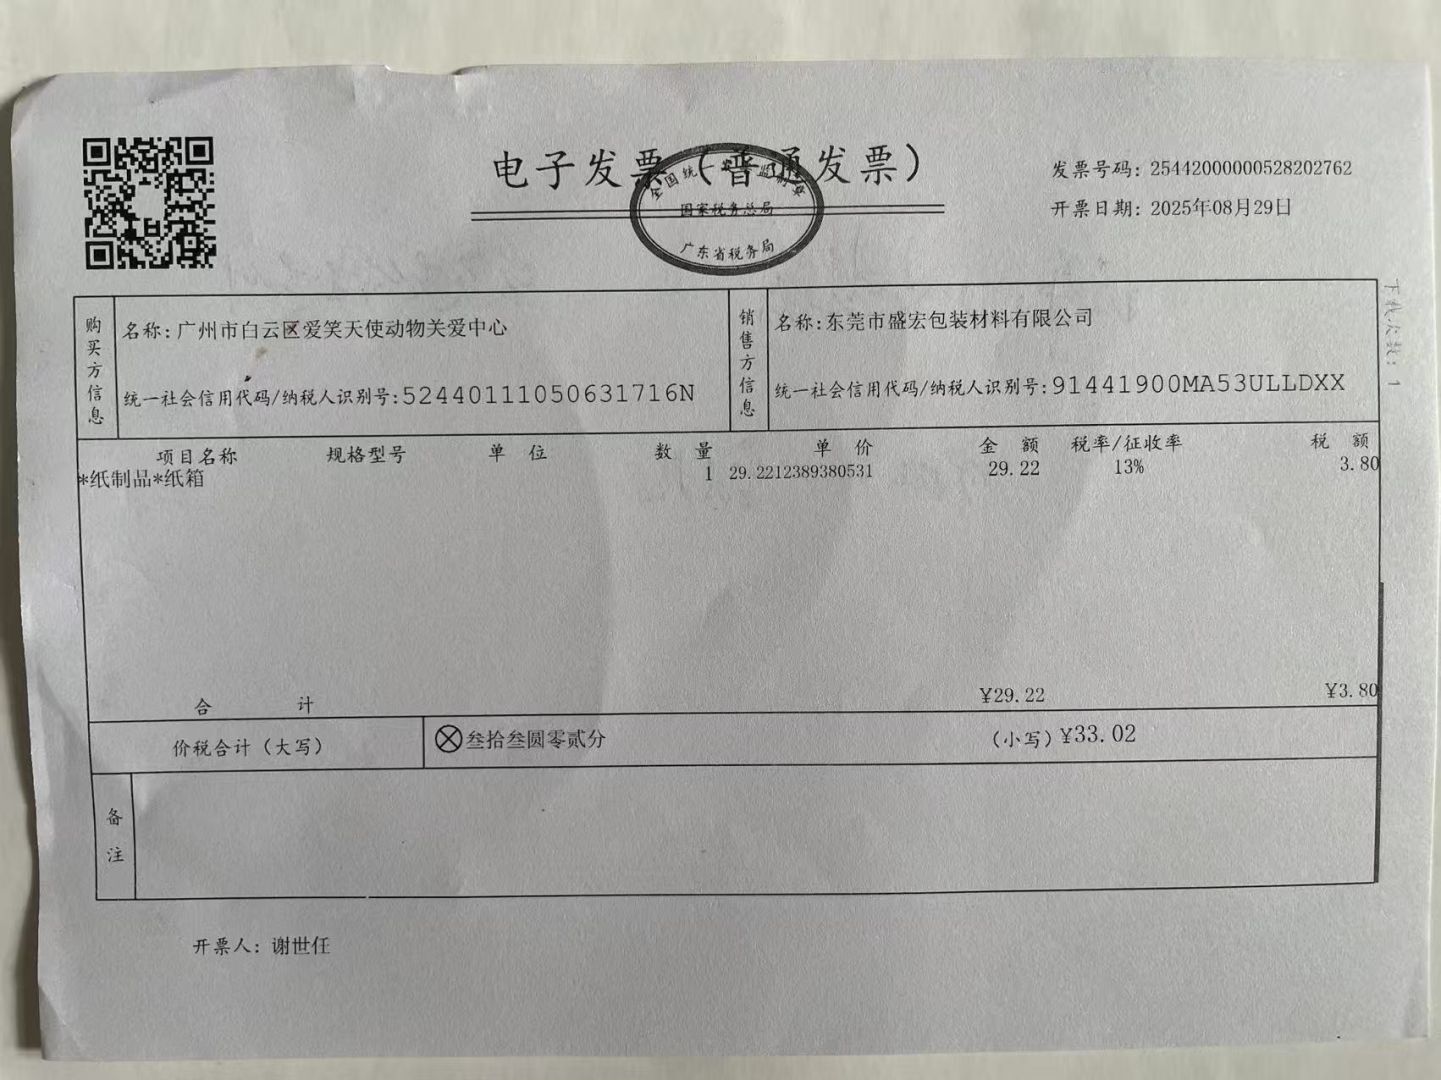 电子发票（普通发票）
全国统一发票监制章
国家税务总局
广东省税务局
发票号码：25442000000528202762
开票日期：2025年08月29日
购买方信息
名称：广州市白云区爱笑天使动物关爱中心
统一社会信用代码/纳税人识别号：52440111050631716N
销售方信息
名称：东莞市盛宏包装材料有限公司
统一社会信用代码/纳税人识别号：91441900MA53ULLDXX
下载次数：1
项目名称 规格型号 单位 数量 单价 金额 税率/征收率 税额
*纸制品*纸箱 1 29.2212389380531 29.22 13% 3.80
合计 ¥29.22 ¥3.80
价税合计（大写） ⊗叁拾叁圆零贰分 （小写）¥33.02
备注
开票人：谢世任